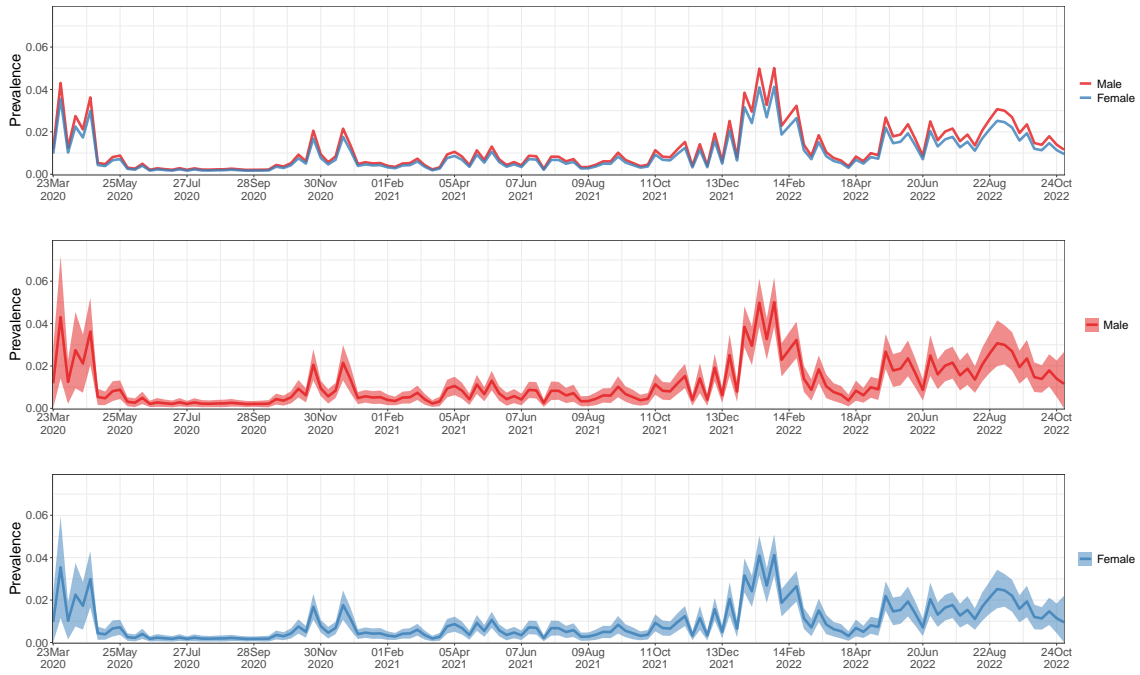 Prevalence
0.06
0.04
0.02
0.00
23Mar 2020
25May 2020
27Jul 2020
28Sep 2020
30Nov 2020
01Feb 2021
05Apr 2021
07Jun 2021
09Aug 2021
11Oct 2021
13Dec 2021
14Feb 2022
18Apr 2022
20Jun 2022
22Aug 2022
24Oct 2022
Male
Female
Prevalence
0.06
0.04
0.02
0.00
23Mar 2020
25May 2020
27Jul 2020
28Sep 2020
30Nov 2020
01Feb 2021
05Apr 2021
07Jun 2021
09Aug 2021
11Oct 2021
13Dec 2021
14Feb 2022
18Apr 2022
20Jun 2022
22Aug 2022
24Oct 2022
Male
Prevalence
0.06
0.04
0.02
0.00
23Mar 2020
25May 2020
27Jul 2020
28Sep 2020
30Nov 2020
01Feb 2021
05Apr 2021
07Jun 2021
09Aug 2021
11Oct 2021
13Dec 2021
14Feb 2022
18Apr 2022
20Jun 2022
22Aug 2022
24Oct 2022
Female